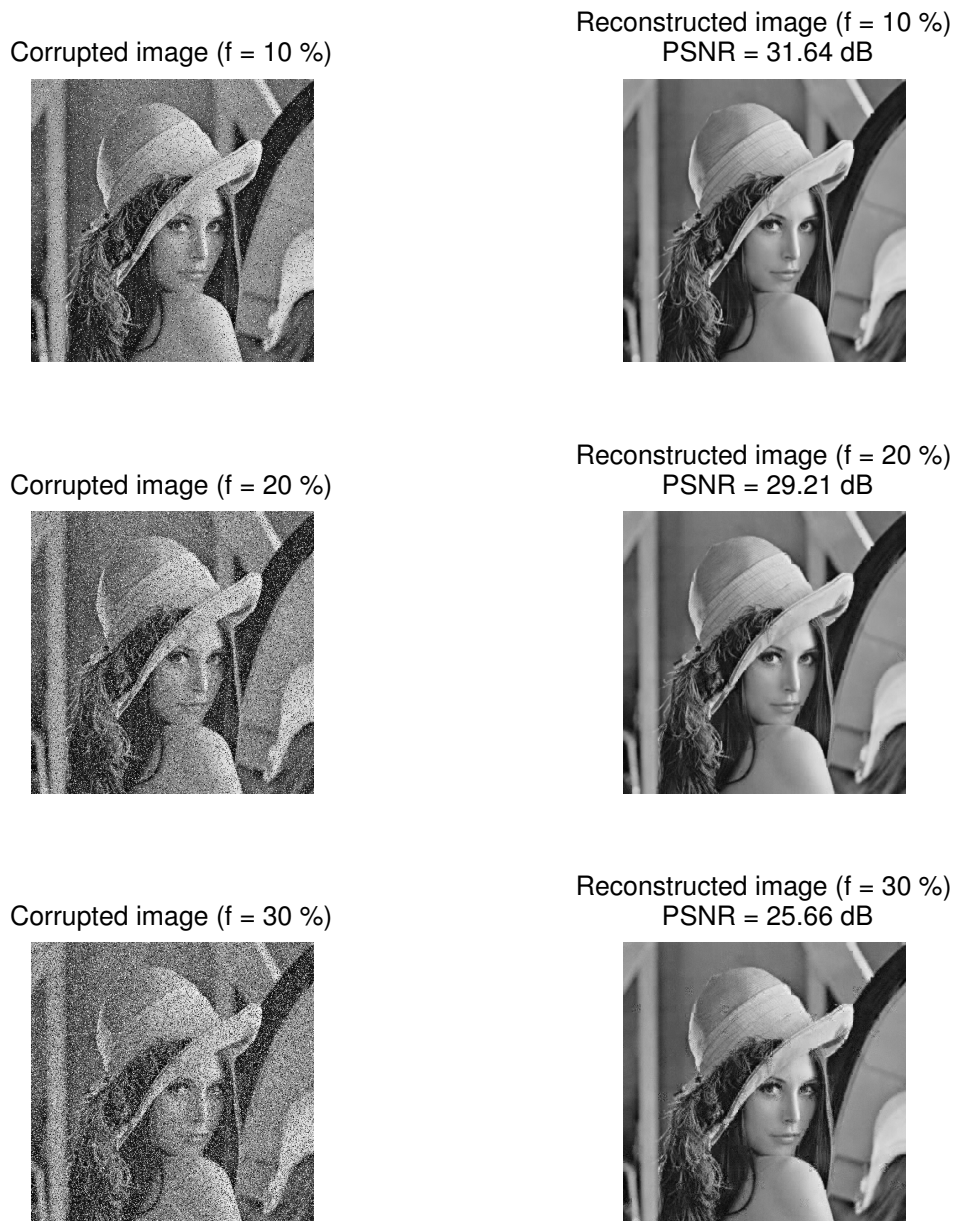 Corrupted image (f = 10 %)
Reconstructed image (f = 10 %)
PSNR = 31.64 dB
Corrupted image (f = 20 %)
Reconstructed image (f = 20 %)
PSNR = 29.21 dB
Corrupted image (f = 30 %)
Reconstructed image (f = 30 %)
PSNR = 25.66 dB